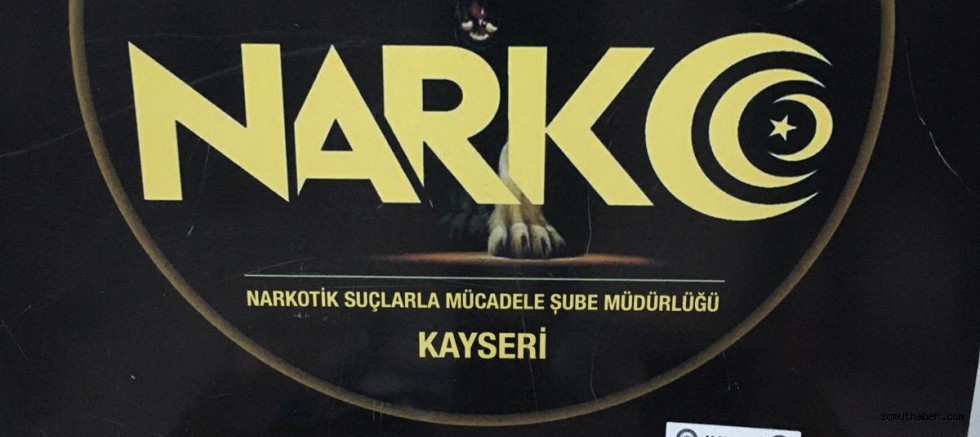 NARKO
NARKOTİK SUÇLARLA MÜCADELE ŞUBE MÜDÜRLÜĞÜ
KAYSERİ
somuthaber.com